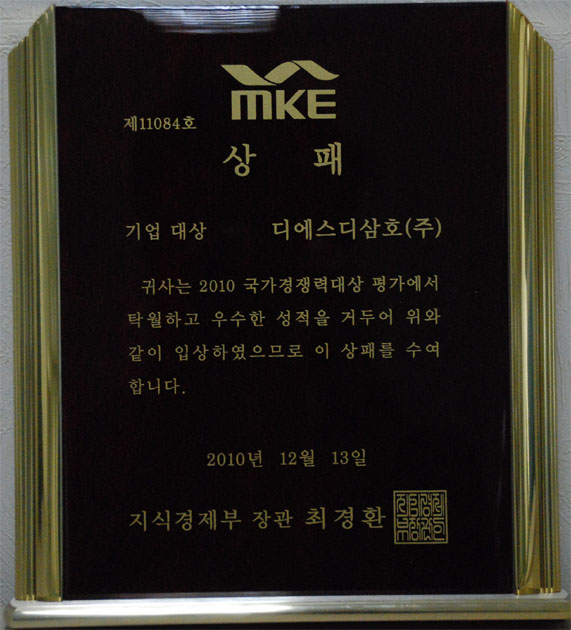 MKE
제11084호
상 패
기업 대상 디에스디삼호(주)
귀사는 2010 국가경쟁력대상 평가에서
탁월하고 우수한 성적을 거두어 위와
같이 입상하였으므로 이 상패를 수여
합니다.
2010년 12월 13일
지식경제부 장관 최경환